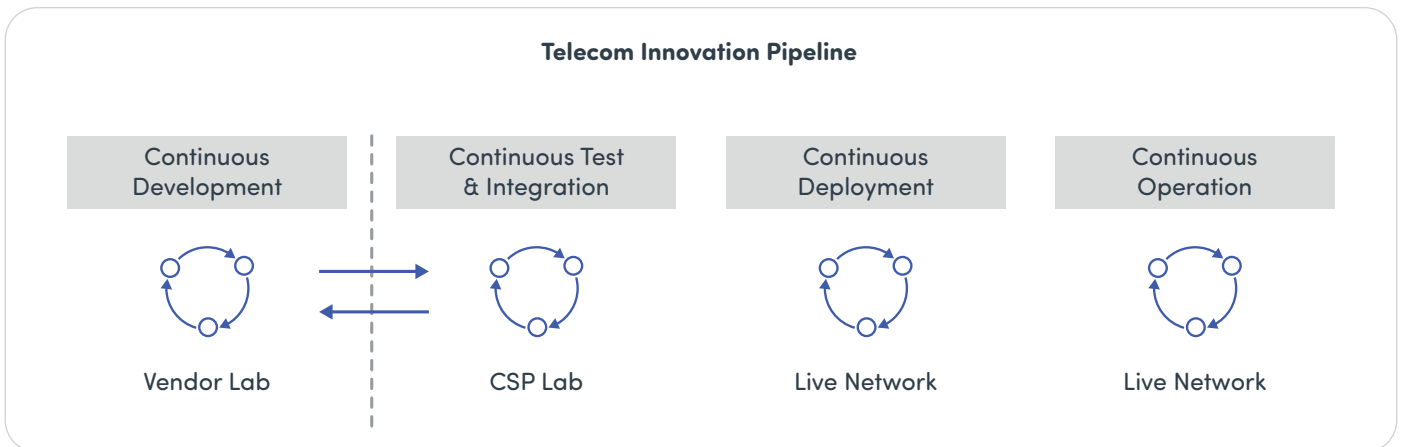 Telecom Innovation Pipeline
Continuous
Development
Continuous Test
& Integration
Continuous
Deployment
Continuous
Operation
Vendor Lab
CSP Lab
Live Network
Live Network